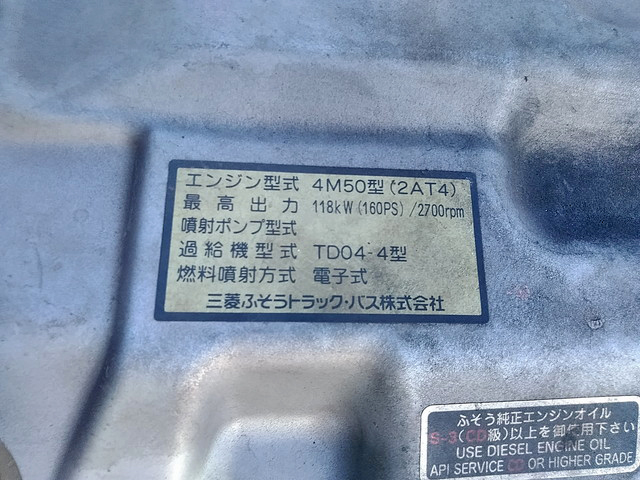 エンジン型式 4M50型(2AT4)
最高出力 118kW(160PS)/2700rpm
噴射ポンプ型式
過給機型式 TD04-4型
燃料噴射方式 電子式
三菱ふそうトラック・バス株式会社
ふそう純正エンジンオイル
S-3(CD級)以上を御使用下さい
USE DIESEL ENGINE OIL
API SERVICE CD OR HIGHER GRADE